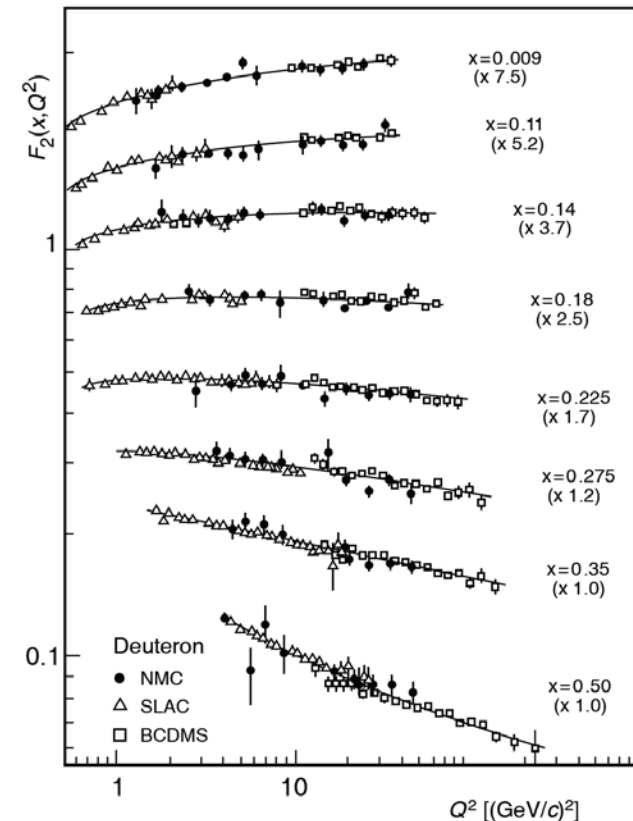 F2(x,Q²)
x=0.009
(x 7.5)
x=0.11
(x 5.2)
x=0.14
(x 3.7)
1
x=0.18
(x 2.5)
x=0.225
(x 1.7)
x=0.275
(x 1.2)
x=0.35
(x 1.0)
0.1
Deuteron
NMC
SLAC
BCDMS
x=0.50
(x 1.0)
1
10
Q² [(GeV/c)²]